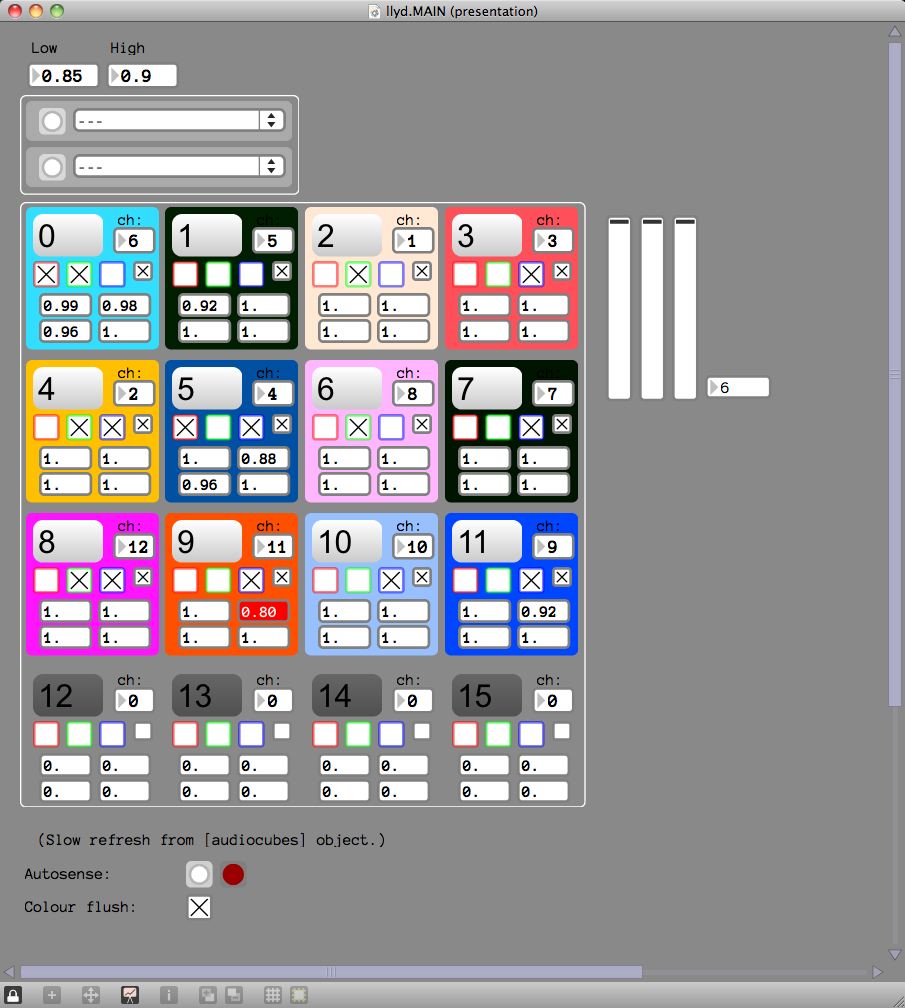 llyd.MAIN (presentation)
Low High
0.85 0.9
---
---
ch: ch: ch: ch:
0 6 1 5 2 1 3 3
0.99 0.98 0.92 1. 1. 1. 1. 1.
0.96 1. 1. 1. 1. 1. 1. 1.
4 ch: 2 5 ch: 4 6 ch: 8 7 ch: 7
6
1. 1. 1. 0.88 1. 1. 1. 1.
1. 1. 0.96 1. 1. 1. 1. 1.
ch: ch: ch: ch:
8 12 9 11 10 10 11 9
1. 1. 1. 0.80 1. 1. 1. 0.92
1. 1. 1. 1. 1. 1. 1. 1.
ch: ch: ch: ch:
12 0 13 0 14 0 15 0
0. 0. 0. 0. 0. 0. 0. 0.
0. 0. 0. 0. 0. 0. 0. 0.
(Slow refresh from [audiocubes] object.)
Autosense:
Colour flush: